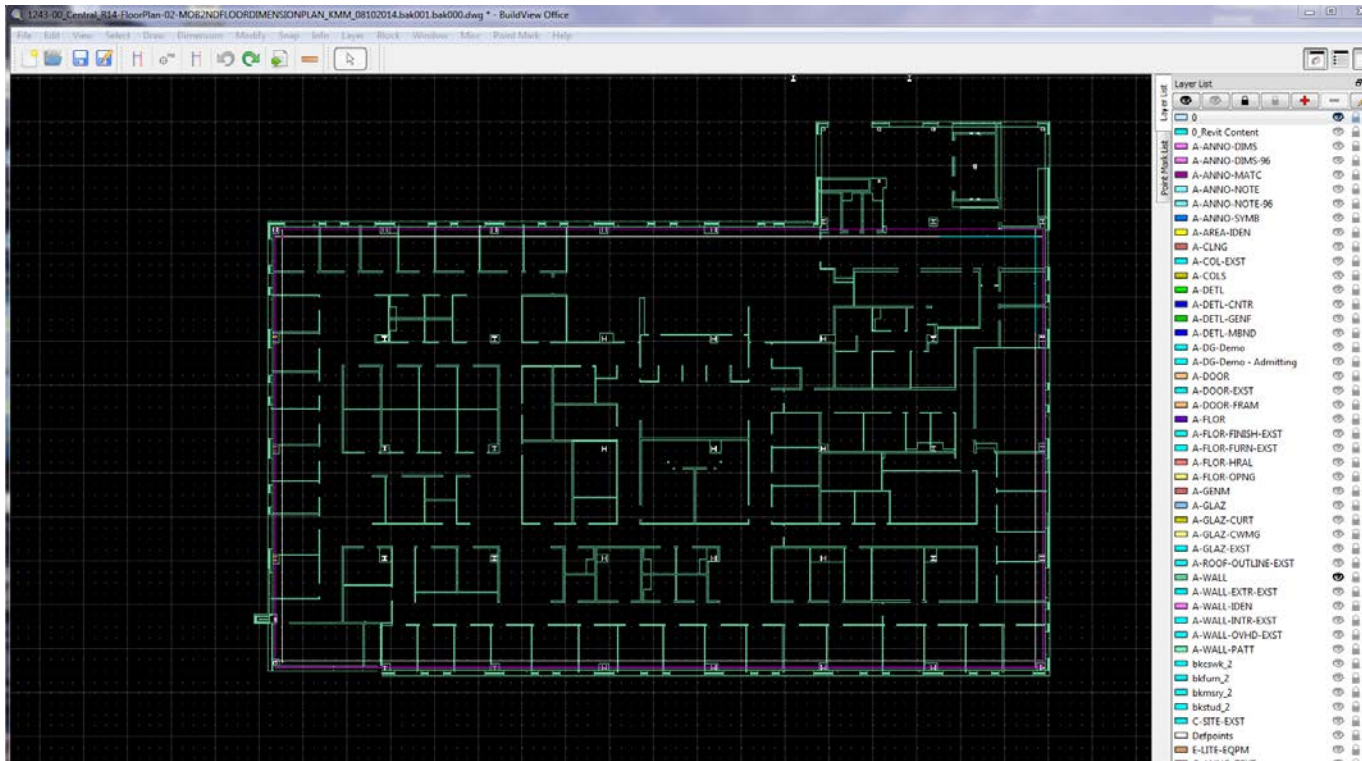 1243-00_Central_R14-FloorPlan-02-MOB2NDFLOORDIMENSIONPLAN_KMM_08102014.bak001.bak000.dwg * - BuildView Office
File Edit View Select Draw Dimension Modify Snap Info Layer Block Window Misc Point Mark Help
Layer List
Layer List
Point Mark List
0
0_Revit Content
A-ANNO-DIMS
A-ANNO-DIMS-96
A-ANNO-MATC
A-ANNO-NOTE
A-ANNO-NOTE-96
A-ANNO-SYMB
A-AREA-IDEN
A-CLNG
A-COL-EXST
A-COLS
A-DETL
A-DETL-CNTR
A-DETL-GENF
A-DETL-MBND
A-DG-Demo
A-DG-Demo - Admitting
A-DOOR
A-DOOR-EXST
A-DOOR-FRAM
A-FLOR
A-FLOR-FINISH-EXST
A-FLOR-FURN-EXST
A-FLOR-HRAL
A-FLOR-OPNG
A-GENM
A-GLAZ
A-GLAZ-CURT
A-GLAZ-CWMG
A-GLAZ-EXST
A-ROOF-OUTLINE-EXST
A-WALL
A-WALL-EXTR-EXST
A-WALL-IDEN
A-WALL-INTR-EXST
A-WALL-OVHD-EXST
A-WALL-PATT
bkcswk_2
bkfurn_2
bkmsry_2
bkstud_2
C-SITE-EXST
Defpoints
E-LITE-EQPM